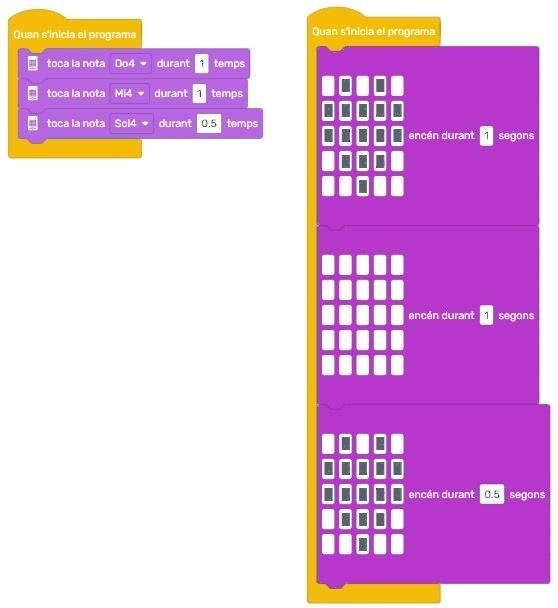 Quan s'inicia el programa
toca la nota Do4 durant 1 temps
toca la nota Mi4 durant 1 temps
toca la nota Sol4 durant 0.5 temps
Quan s'inicia el programa
encén durant 1 segons
encén durant 1 segons
encén durant 0.5 segons